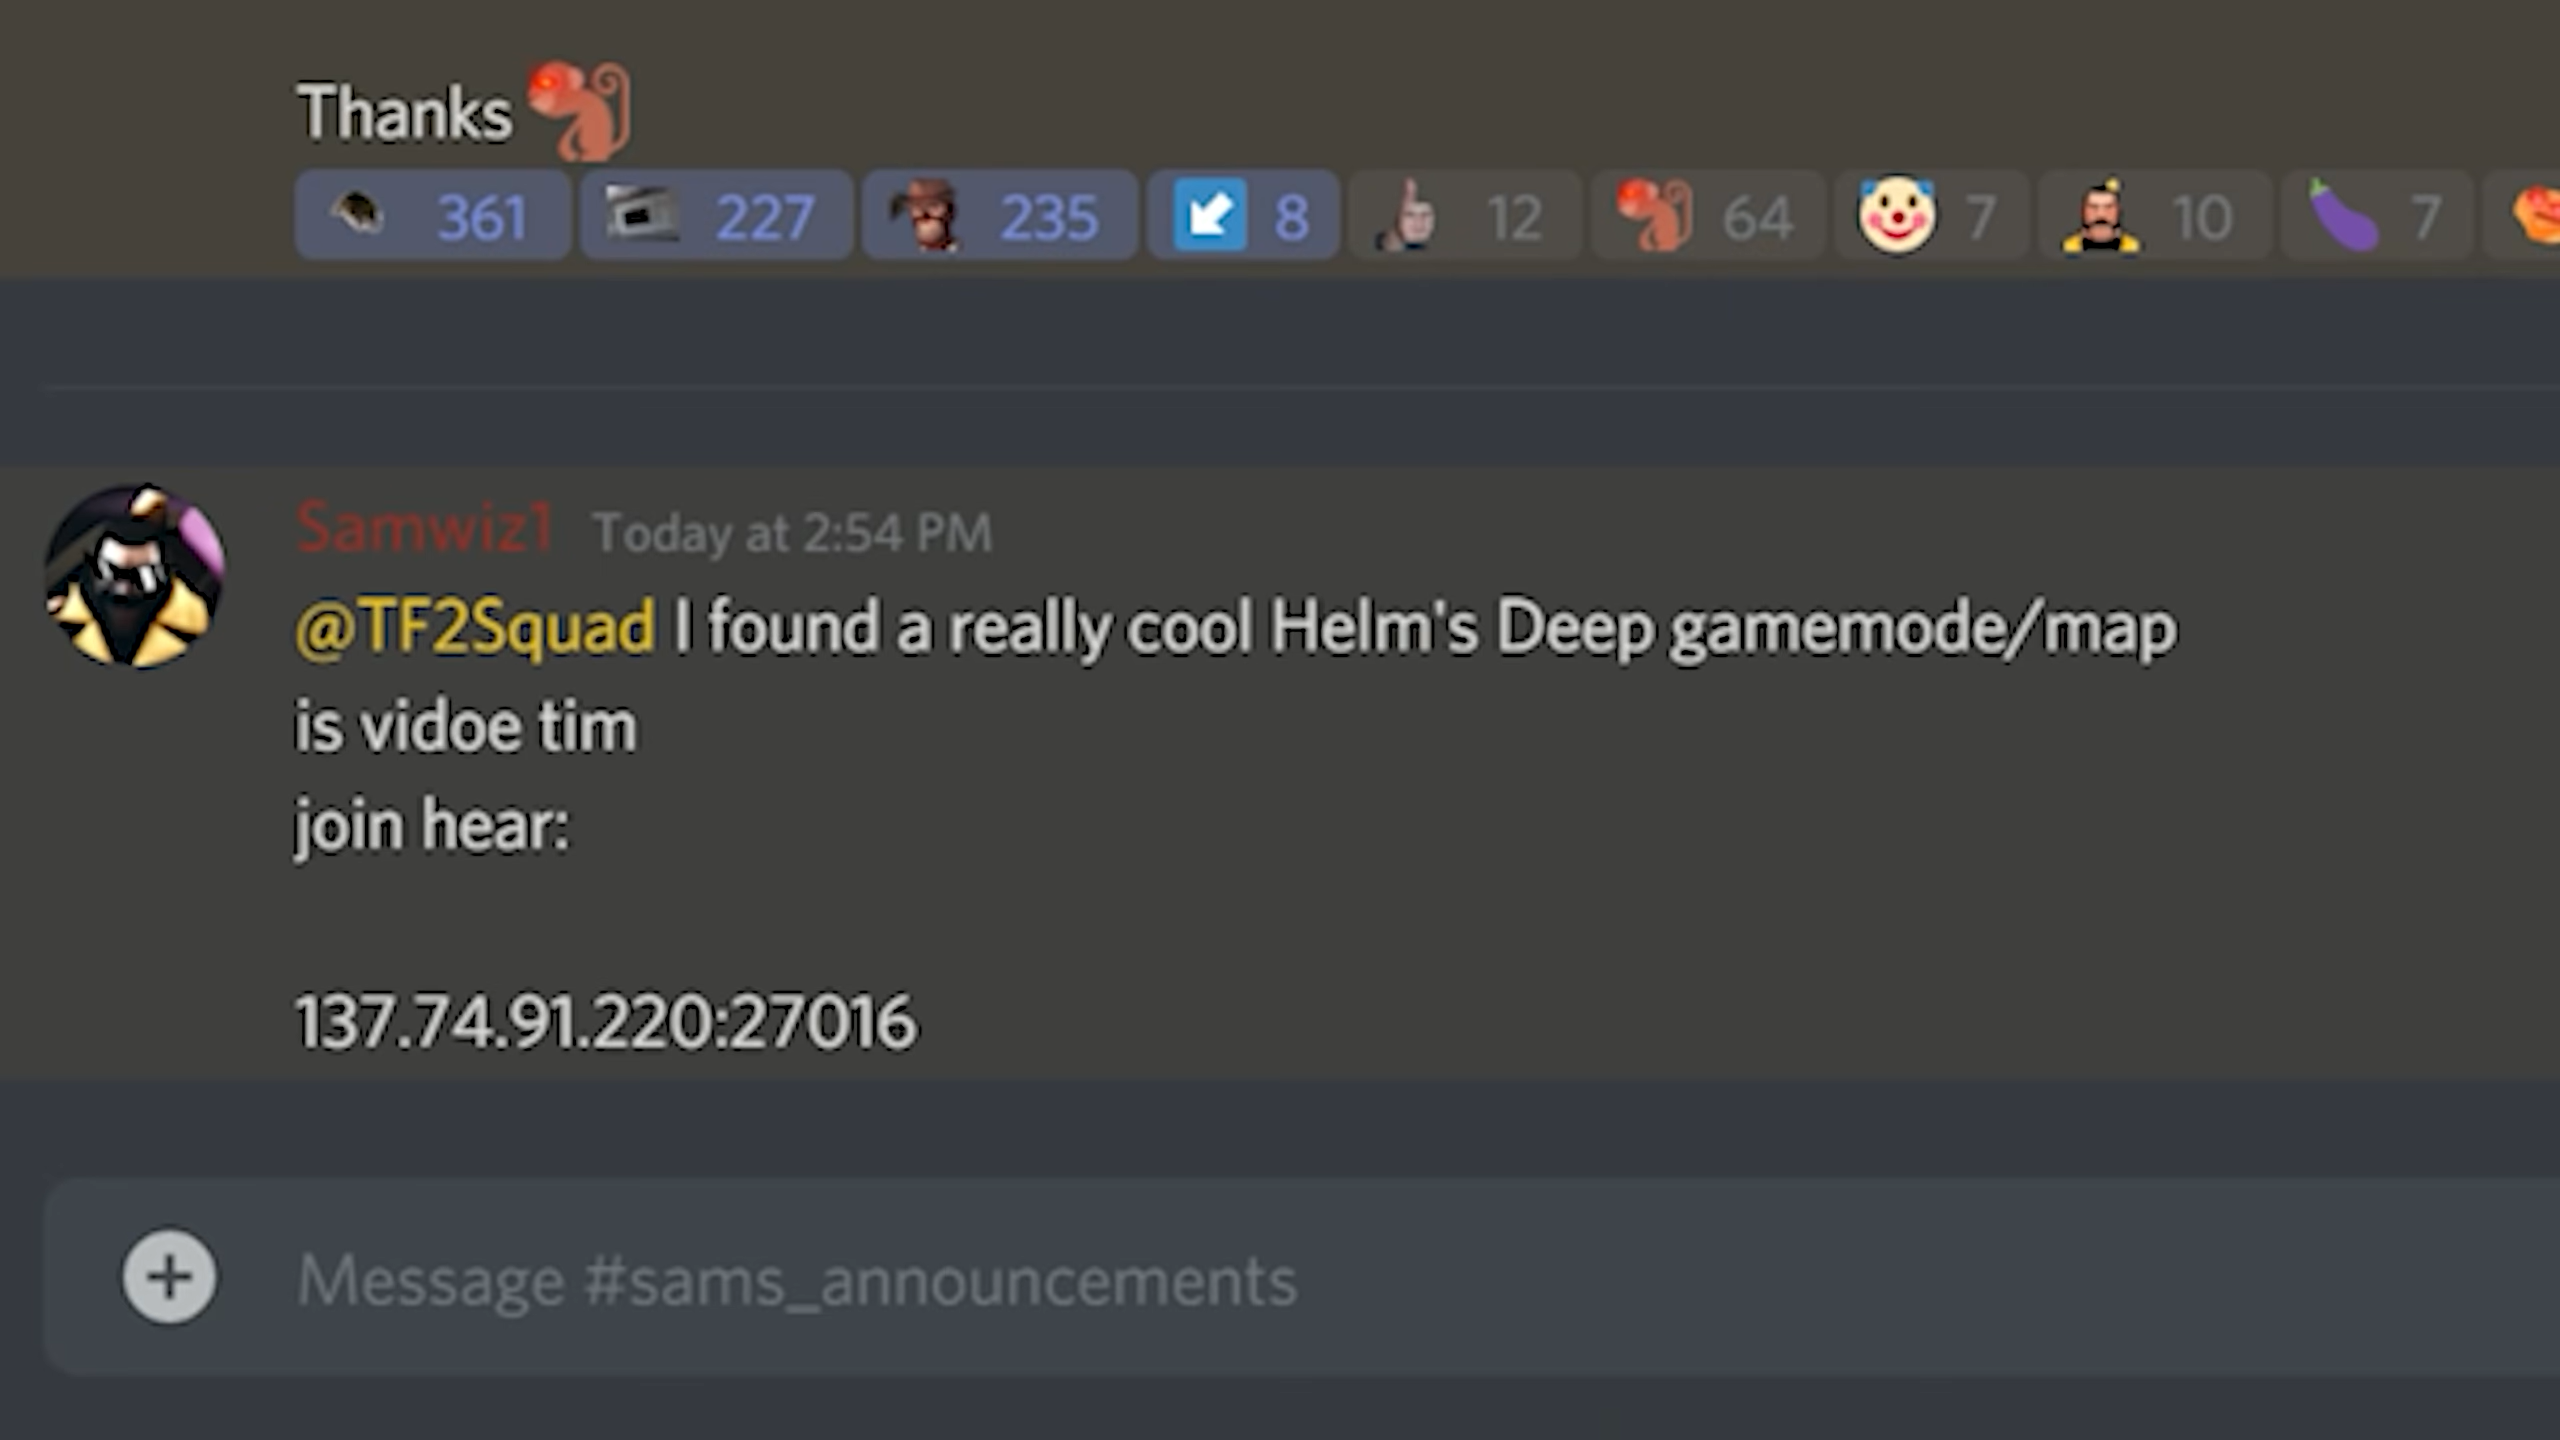 Thanks
361 227 235 8 12 64 7 10 7
Samwiz1 Today at 2:54 PM
@TF2Squad I found a really cool Helm's Deep gamemode/map
is vidoe tim
join hear:
137.74.91.220:27016
Message #sams_announcements